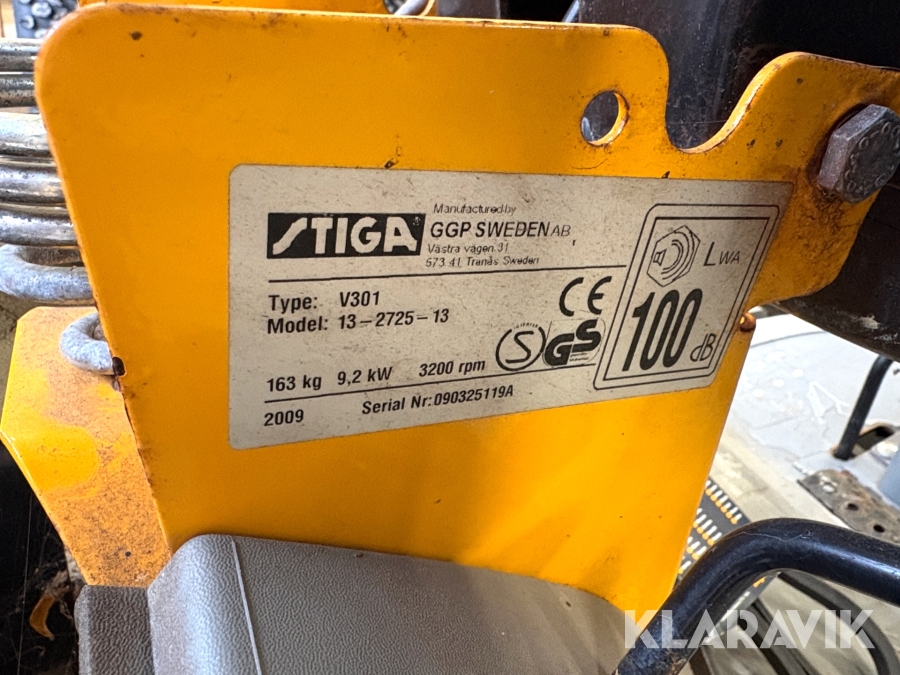 STIGA
Manufactured by
GGP SWEDEN AB
Västra vägen 31
573 41 Tranås Sweden
Type: V301
Model: 13-2725-13
163 kg 9,2 kW 3200 rpm
2009 Serial Nr: 090325119A
CE
S GS
LWA
100 dB
KLARAVIK